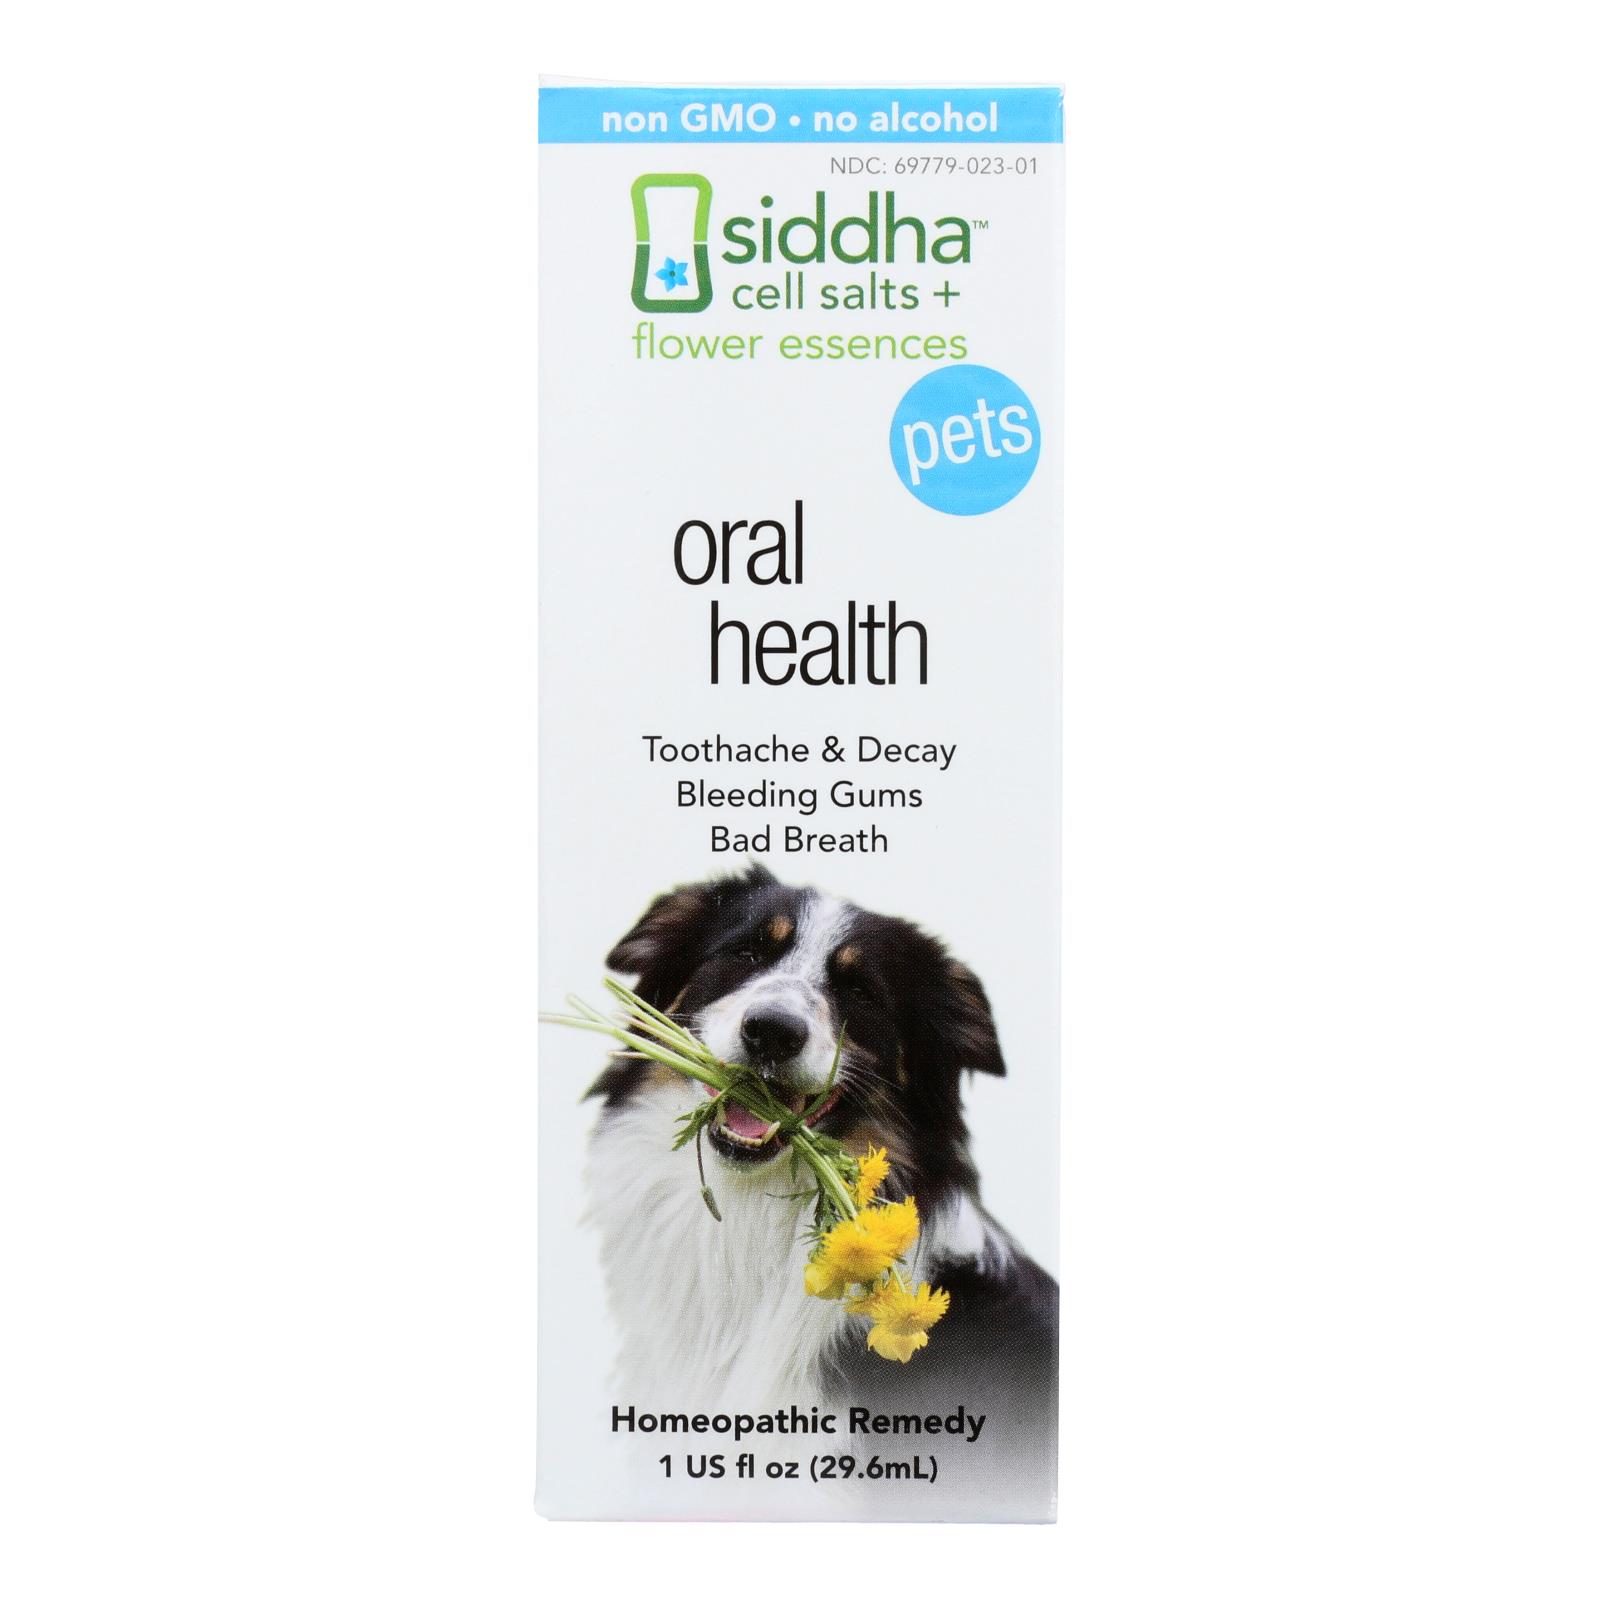 non GMO • no alcohol
NDC: 69779-023-01
siddha™
cell salts +
flower essences
pets
oral
health
Toothache & Decay
Bleeding Gums
Bad Breath
Homeopathic Remedy
1 US fl oz (29.6mL)